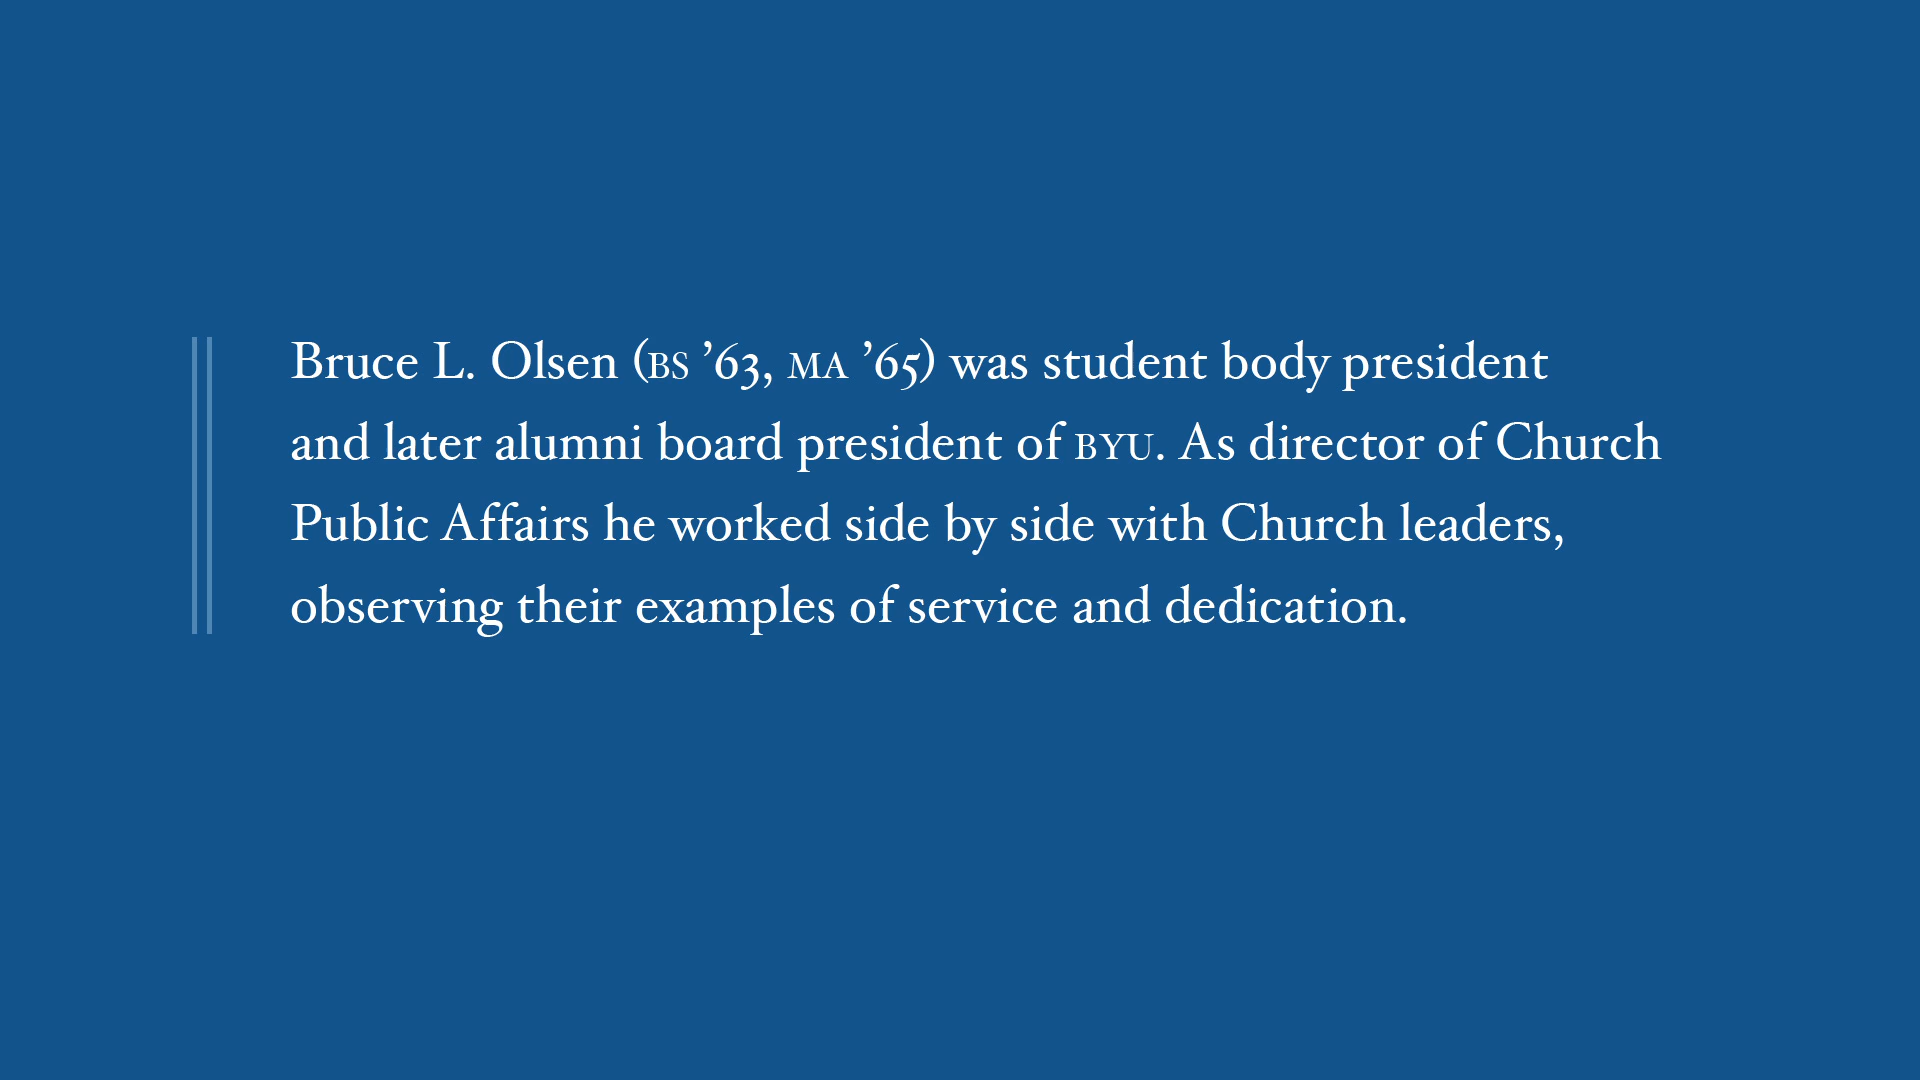 Bruce L. Olsen (BS ’63, MA ’65) was student body president
and later alumni board president of BYU. As director of Church
Public Affairs he worked side by side with Church leaders,
observing their examples of service and dedication.